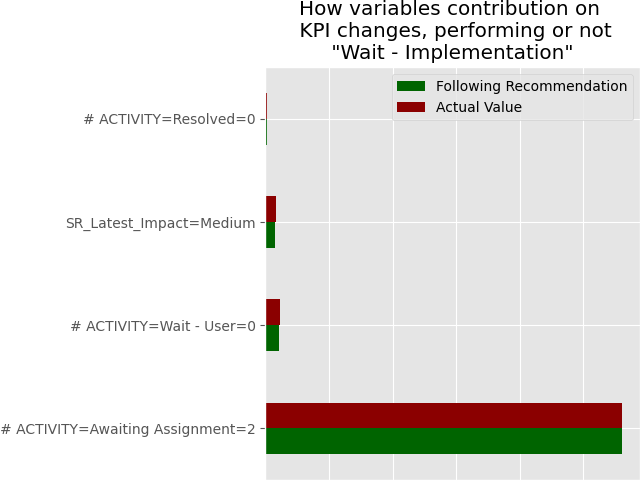 How variables contribution on
KPI changes, performing or not
"Wait - Implementation"
Following Recommendation
Actual Value
# ACTIVITY=Resolved=0
SR_Latest_Impact=Medium
# ACTIVITY=Wait - User=0
# ACTIVITY=Awaiting Assignment=2